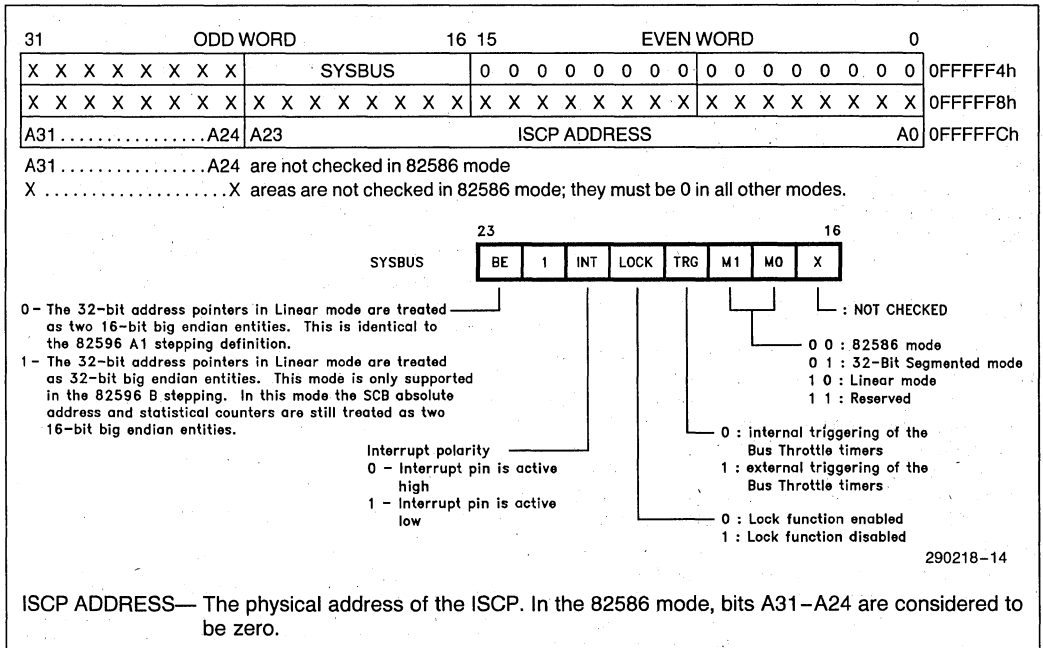 31 ODD WORD 16 15 EVEN WORD 0
X X X X X X X X SYSBUS 0 0 0 0 0 0 0 0 0 0 0 0 0 0 0 0 0FFFFF4h
X X X X X X X X X X X X X X X X X X X X X X X X X X X X X X X X 0FFFFF8h
A31 . . . . . . . . . . . . . . . . A24 A23 ISCP ADDRESS A0 0FFFFFCh
A31 . . . . . . . . . . . . . . . . A24 are not checked in 82586 mode
X . . . . . . . . . . . . . . . . . . . . X areas are not checked in 82586 mode; they must be 0 in all other modes.
23 16
SYSBUS BE 1 INT LOCK TRG M1 M0 X
0 - The 32-bit address pointers in Linear mode are treated
as two 16-bit big endian entities. This is identical to
the 82596 A1 stepping definition.
1 - The 32-bit address pointers in Linear mode are treated
as 32-bit big endian entities. This mode is only supported
in the 82596 B stepping. In this mode the SCB absolute
address and statistical counters are still treated as two
16-bit big endian entities.
: NOT CHECKED
0 0 : 82586 mode
0 1 : 32-Bit Segmented mode
1 0 : Linear mode
1 1 : Reserved
0 : internal triggering of the
Bus Throttle timers
1 : external triggering of the
Bus Throttle timers
Interrupt polarity
0 - Interrupt pin is active
high
1 - Interrupt pin is active
low
0 : Lock function enabled
1 : Lock function disabled
290218-14
ISCP ADDRESS— The physical address of the ISCP. In the 82586 mode, bits A31-A24 are considered to
be zero.